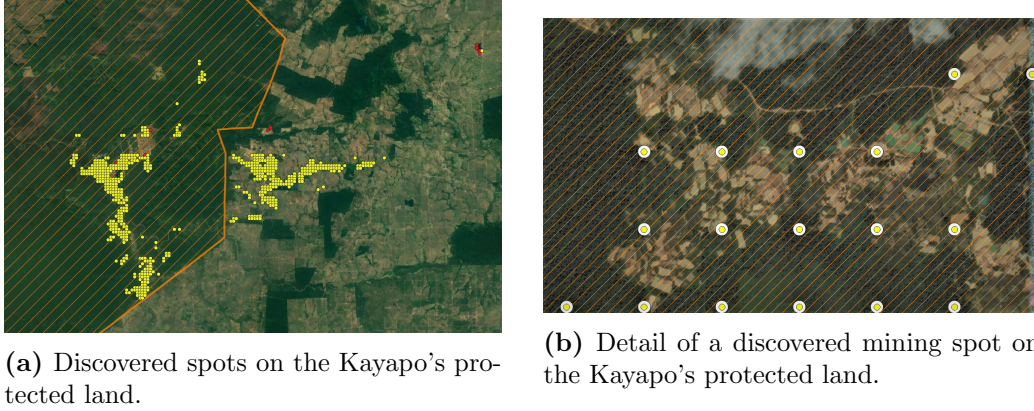 (a) Discovered spots on the Kayapo's pro-
tected land.
(b) Detail of a discovered mining spot on
the Kayapo's protected land.